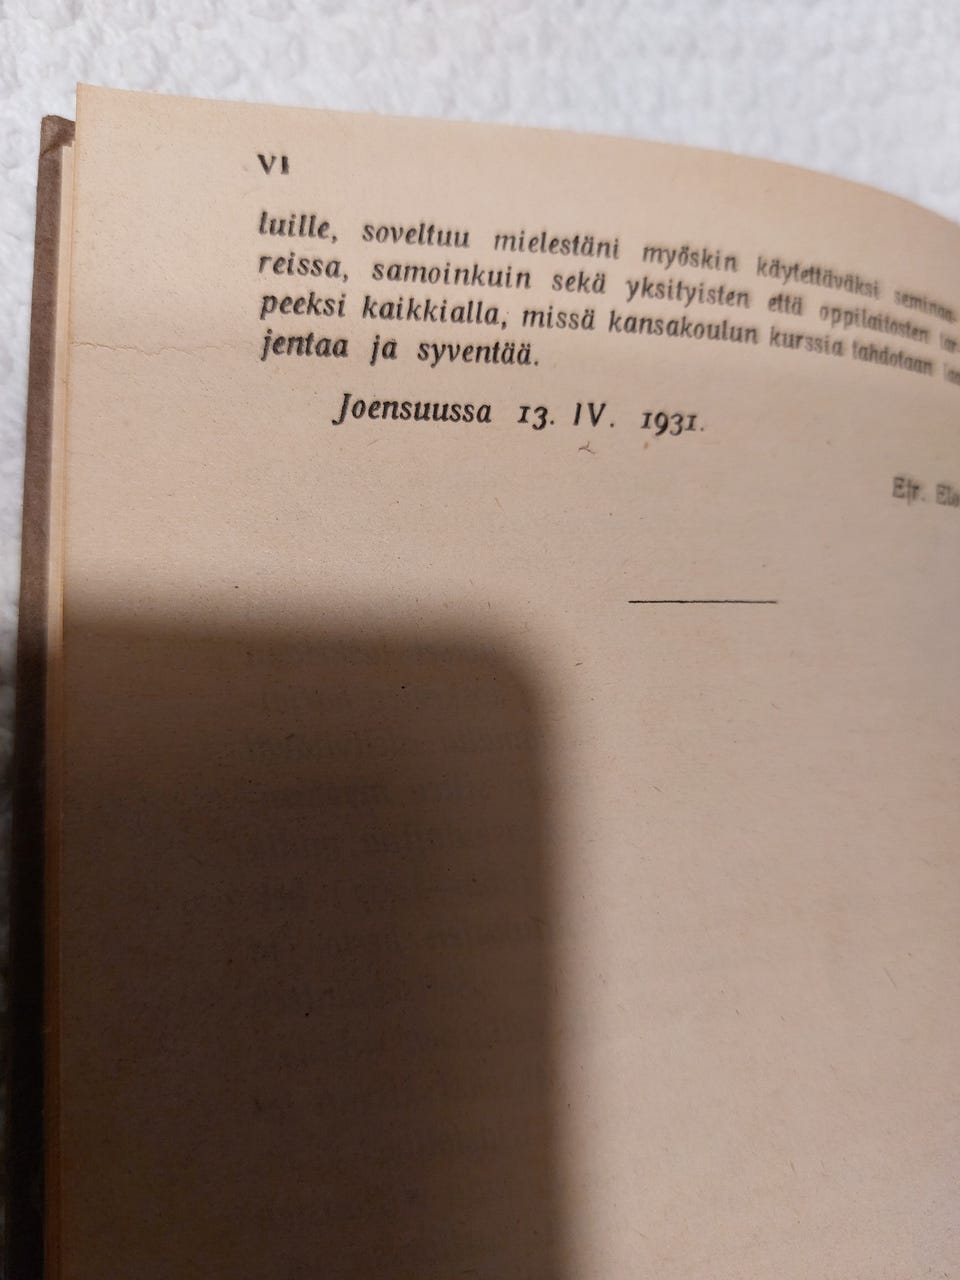 VI
luille, soveltuu mielestäni myöskin käytettäväksi
reissa, samoinkuin sekä yksityisten että oppilaitosten
peeksi kaikkialla, missä kansakoulun kurssia tahdotaan
jentaa ja syventää.
Joensuussa 13. IV. 1931.
Efr.